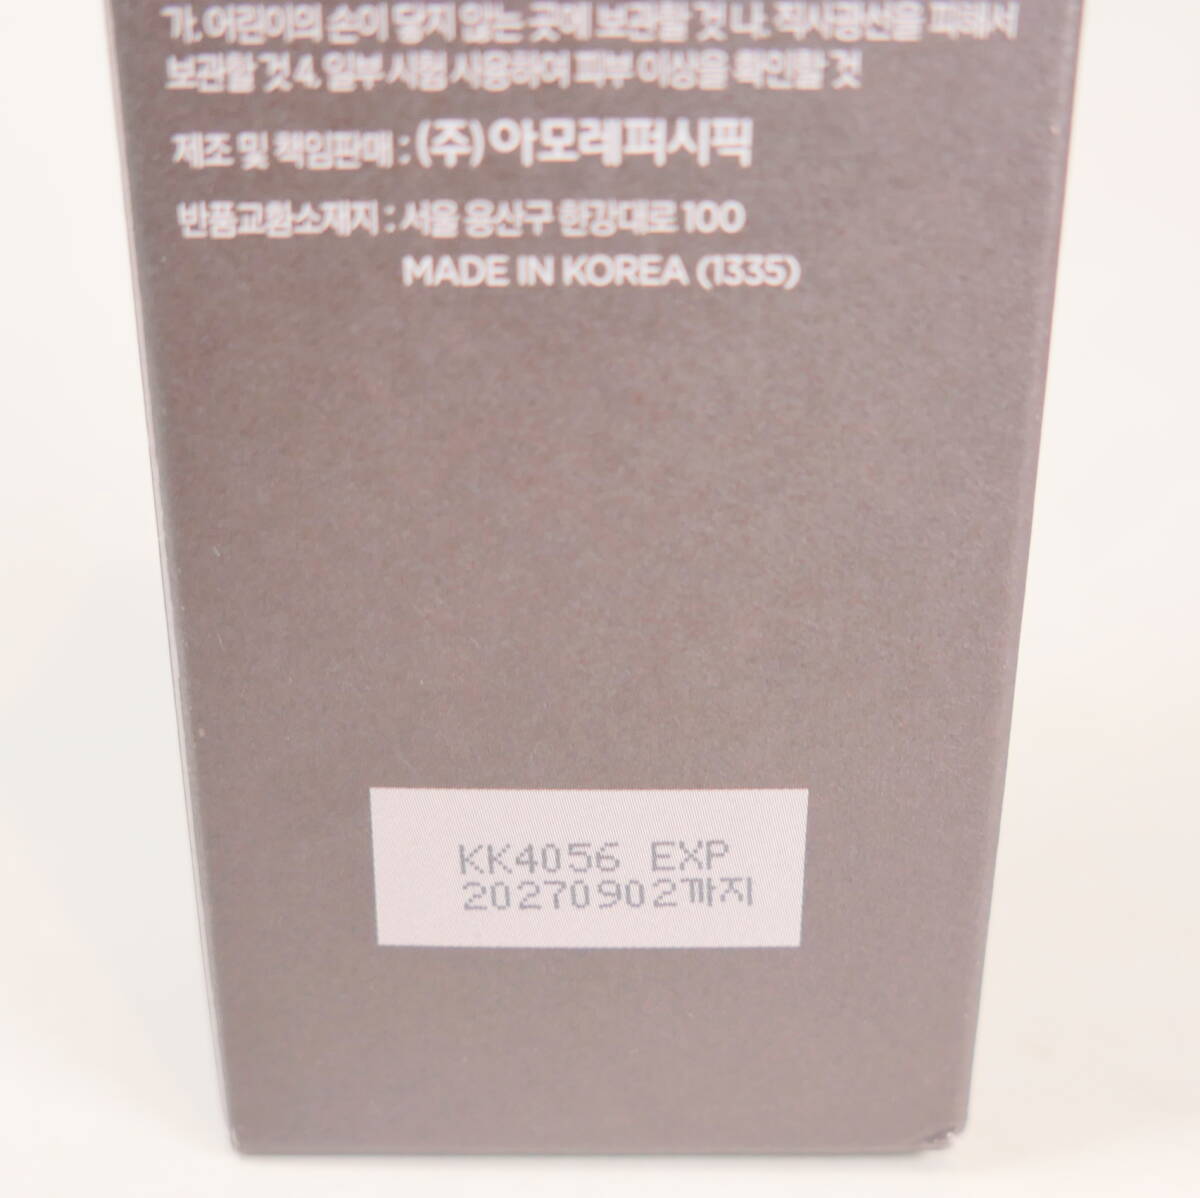 가. 어린이의 손이 닿지 않는 곳에 보관할 것 나. 직사광선을 피해서
보관할 것 4. 일부 시험 사용하여 피부 이상을 확인할 것
제조 및 책임판매 : (주)아모레퍼시픽
반품교환소재지 : 서울 용산구 한강대로 100
MADE IN KOREA (1335)
KK4056 EXP
20270902까지